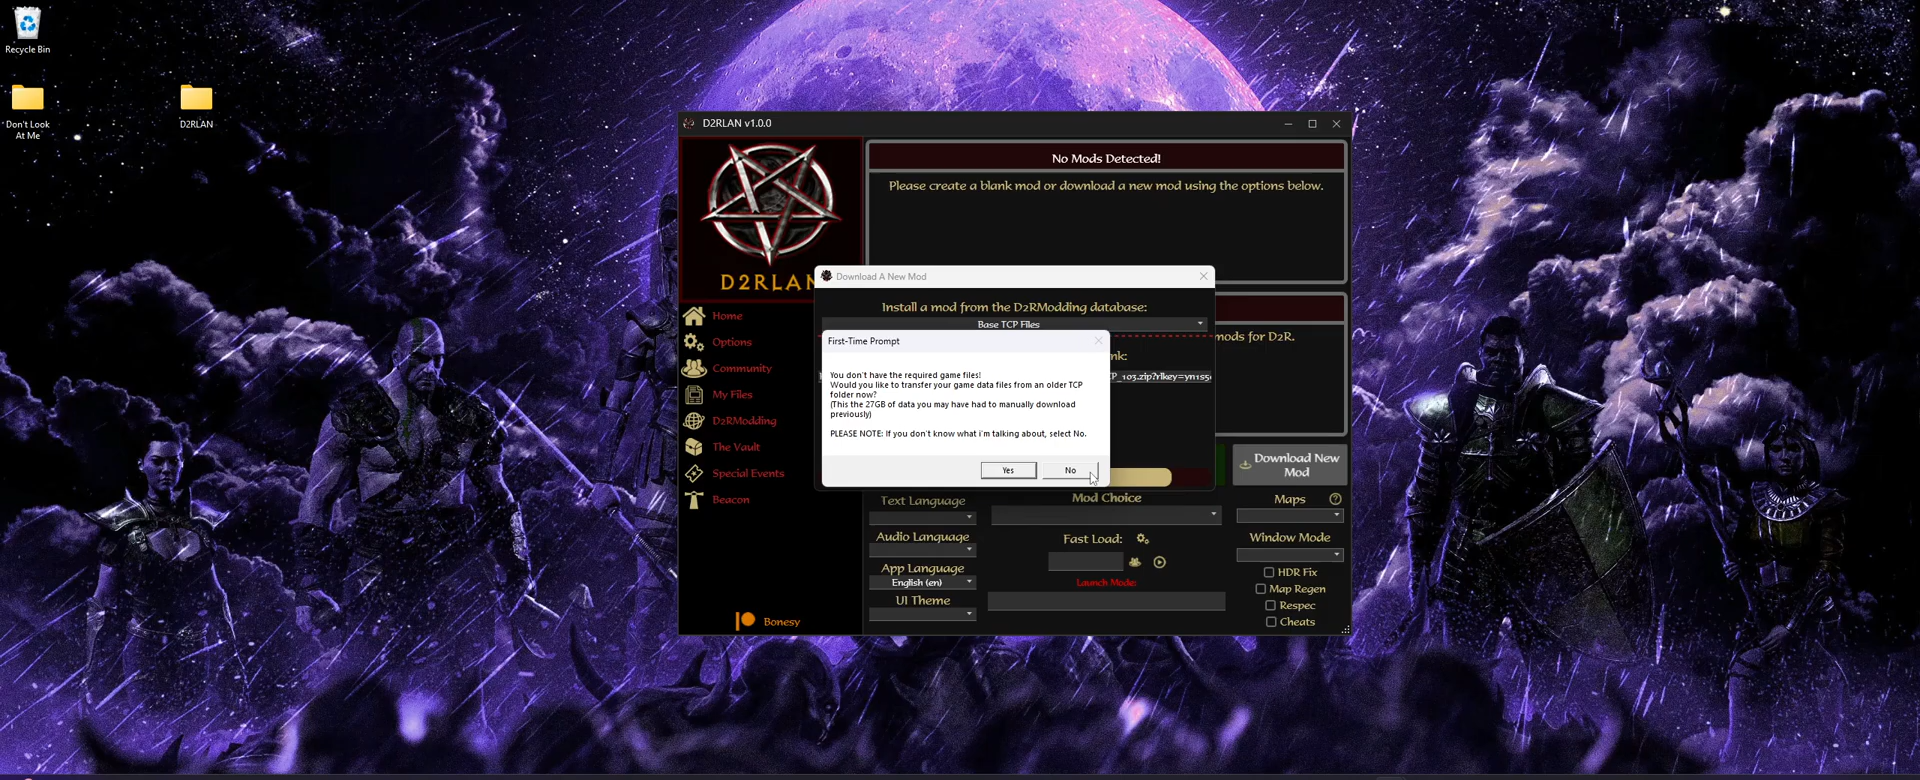 Recycle Bin
Don't Look
At Me
D2RLAN
D2RLAN v1.0.0
D2RLAN
Home
Options
Community
My Files
D2RModding
The Vault
Special Events
Beacon
Bonesy
No Mods Detected!
Please create a blank mod or download a new mod using the options below.
Download A New Mod
Install a mod from the D2RModding database:
Base TCP Files
mods for D2R.
nk:
First-Time Prompt
You don't have the required game files!
Would you like to transfer your game data files from an older TCP
folder now?
(This the 27GB of data you may have had to manually download
previously)
PLEASE NOTE: If you don't know what i'm talking about, select No.
Yes
No
Download New
Mod
Text Language
Audio Language
App Language
English (en)
UI Theme
Mod Choice
Fast Load:
Launch Mode:
Maps
Window Mode
HDR Fix
Map Regen
Respec
Cheats